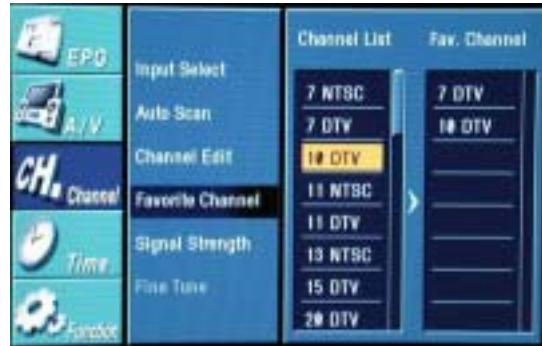 EPG
A/V
CH. Channel
Time
Function
Input Select
Auto Scan
Channel Edit
Favorite Channel
Signal Strength
Fine Tune
Channel List
7 NTSC
7 DTV
10 DTV
11 NTSC
11 DTV
13 NTSC
15 DTV
20 DTV
Fav. Channel
7 DTV
10 DTV